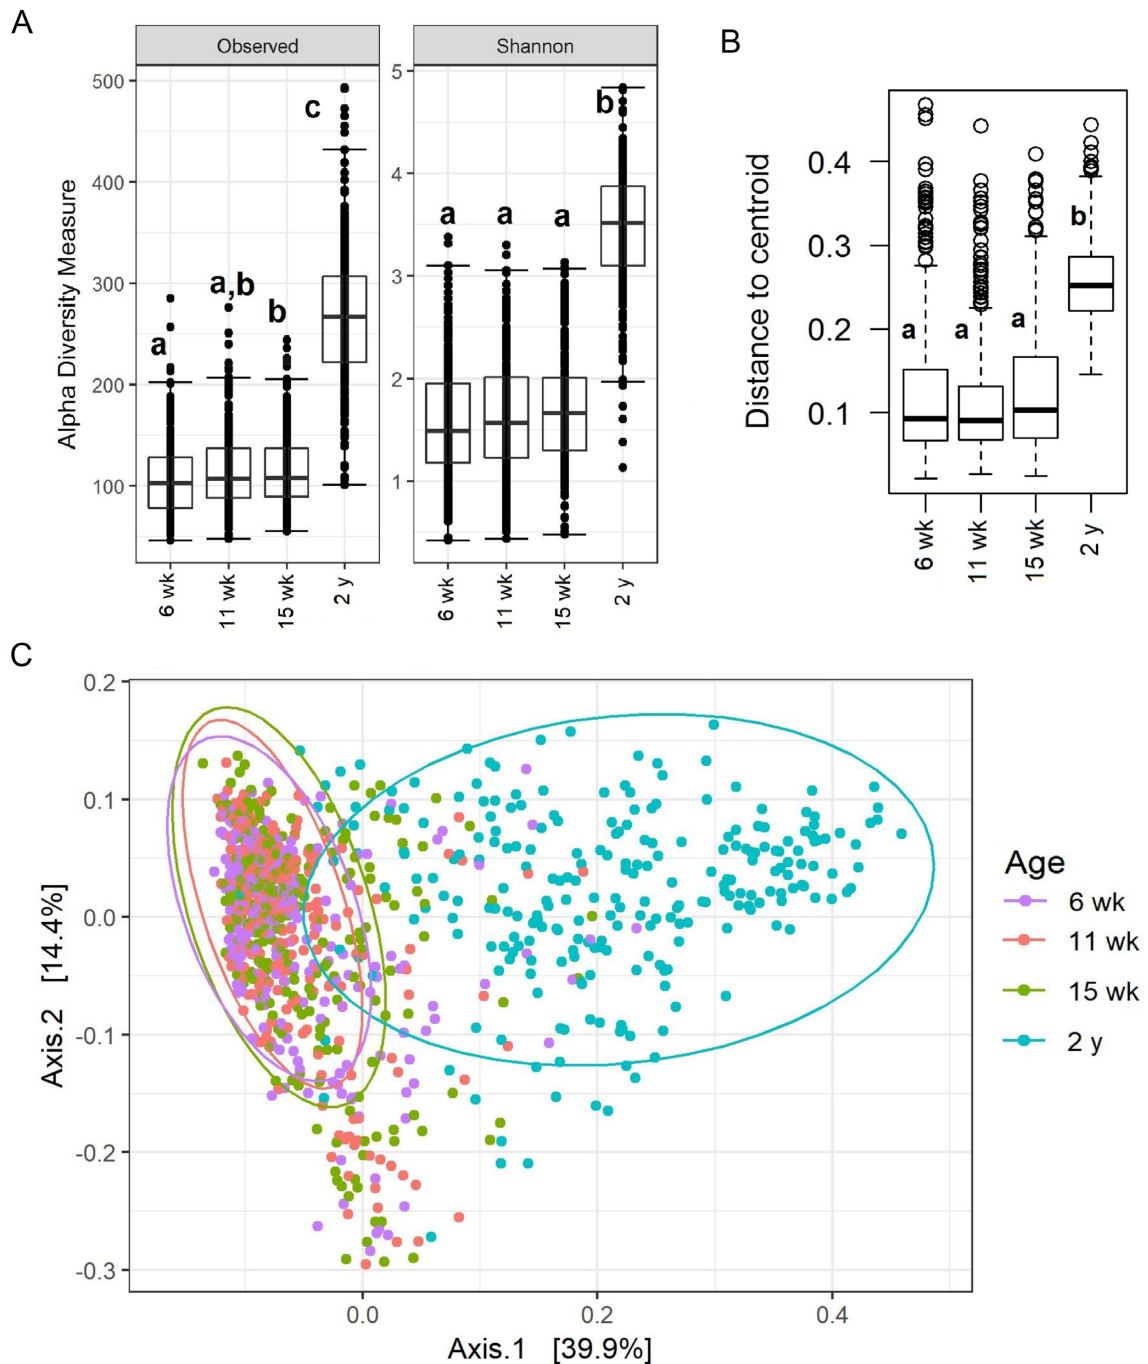 A
Observed
Shannon
Alpha Diversity Measure
500
400
300
200
100
a
a,b
b
c
5
4
3
2
1
a
a
a
b
6 wk
11 wk
15 wk
2 y
6 wk
11 wk
15 wk
2 y
B
Distance to centroid
0.4
0.3
0.2
0.1
a
a
a
b
6 wk
11 wk
15 wk
2 y
C
Axis.2 [14.4%]
0.2
0.1
0.0
-0.1
-0.2
-0.3
0.0
0.2
0.4
Axis.1 [39.9%]
Age
6 wk
11 wk
15 wk
2 y